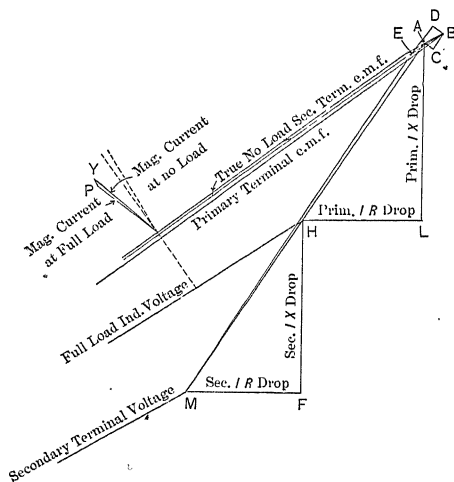 D
A
B
E
C
True No Load Sec. Term. e.m.f.
Primary Terminal e.m.f.
Prim. I X Drop
Y
P
Mag. Current
at no Load
Mag. Current
at Full Load
Prim. I R Drop
H
L
Full Load Ind. Voltage
Sec. I X Drop
Sec. I R Drop
M
F
Secondary Terminal Voltage